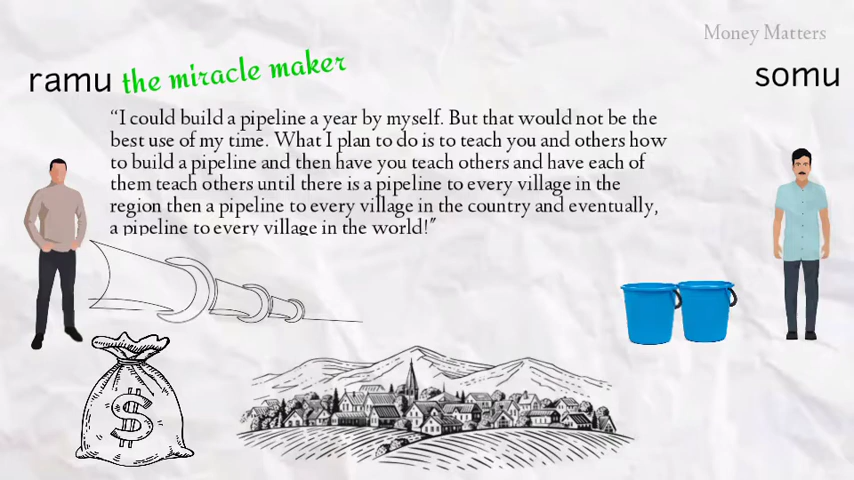 Money Matters
ramu the miracle maker
somu
“I could build a pipeline a year by myself. But that would not be the
best use of my time. What I plan to do is to teach you and others how
to build a pipeline and then have you teach others and have each of
them teach others until there is a pipeline to every village in the
region then a pipeline to every village in the country and eventually,
a pipeline to every village in the world!”
$